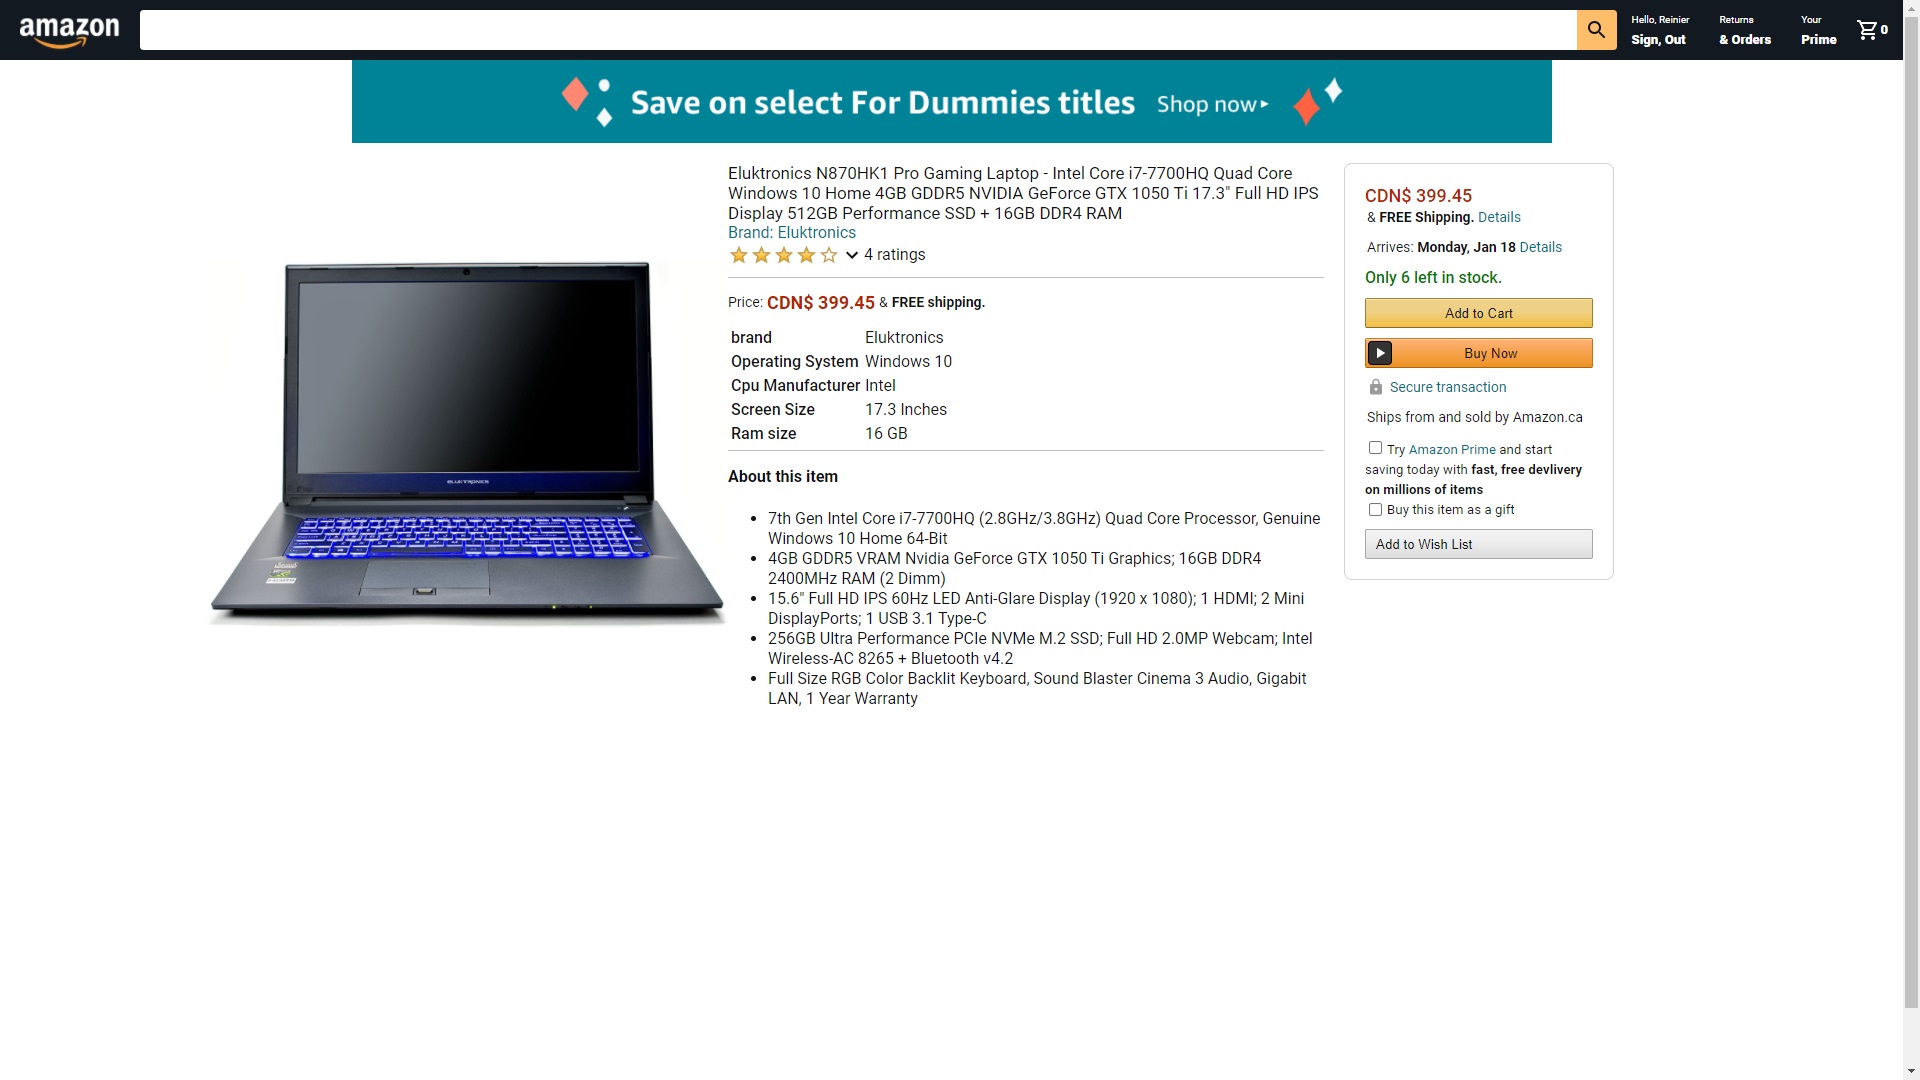 amazon
Hello, Reinier
Sign, Out
Returns
& Orders
Your
Prime
0
Save on select For Dummies titles Shop now
Eluktronics N870HK1 Pro Gaming Laptop - Intel Core i7-7700HQ Quad Core
Windows 10 Home 4GB GDDR5 NVIDIA GeForce GTX 1050 Ti 17.3" Full HD IPS
Display 512GB Performance SSD + 16GB DDR4 RAM
Brand: Eluktronics
4 ratings
Price: CDN$ 399.45 & FREE shipping.
brand Eluktronics
Operating System Windows 10
Cpu Manufacturer Intel
Screen Size 17.3 Inches
Ram size 16 GB
About this item
• 7th Gen Intel Core i7-7700HQ (2.8GHz/3.8GHz) Quad Core Processor, Genuine
Windows 10 Home 64-Bit
• 4GB GDDR5 VRAM Nvidia GeForce GTX 1050 Ti Graphics; 16GB DDR4
2400MHz RAM (2 Dimm)
• 15.6" Full HD IPS 60Hz LED Anti-Glare Display (1920 x 1080); 1 HDMI; 2 Mini
DisplayPorts; 1 USB 3.1 Type-C
• 256GB Ultra Performance PCIe NVMe M.2 SSD; Full HD 2.0MP Webcam; Intel
Wireless-AC 8265 + Bluetooth v4.2
• Full Size RGB Color Backlit Keyboard, Sound Blaster Cinema 3 Audio, Gigabit
LAN, 1 Year Warranty
ELUKTRONICS
CDN$ 399.45
& FREE Shipping. Details
Arrives: Monday, Jan 18 Details
Only 6 left in stock.
Add to Cart
Buy Now
Secure transaction
Ships from and sold by Amazon.ca
Try Amazon Prime and start
saving today with fast, free devlivery
on millions of items
Buy this item as a gift
Add to Wish List